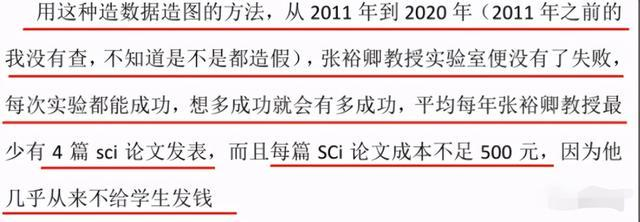 用这种造数据造图的方法，从 2011 年到 2020 年（2011 年之前的
我没有查，不知道是不是都造假），张裕卿教授实验室便没有了失败，
每次实验都能成功，想多成功就会有多成功，平均每年张裕卿教授最
少有 4 篇 sci 论文发表，而且每篇 SCi 论文成本不足 500 元，因为他
几乎从来不给学生发钱